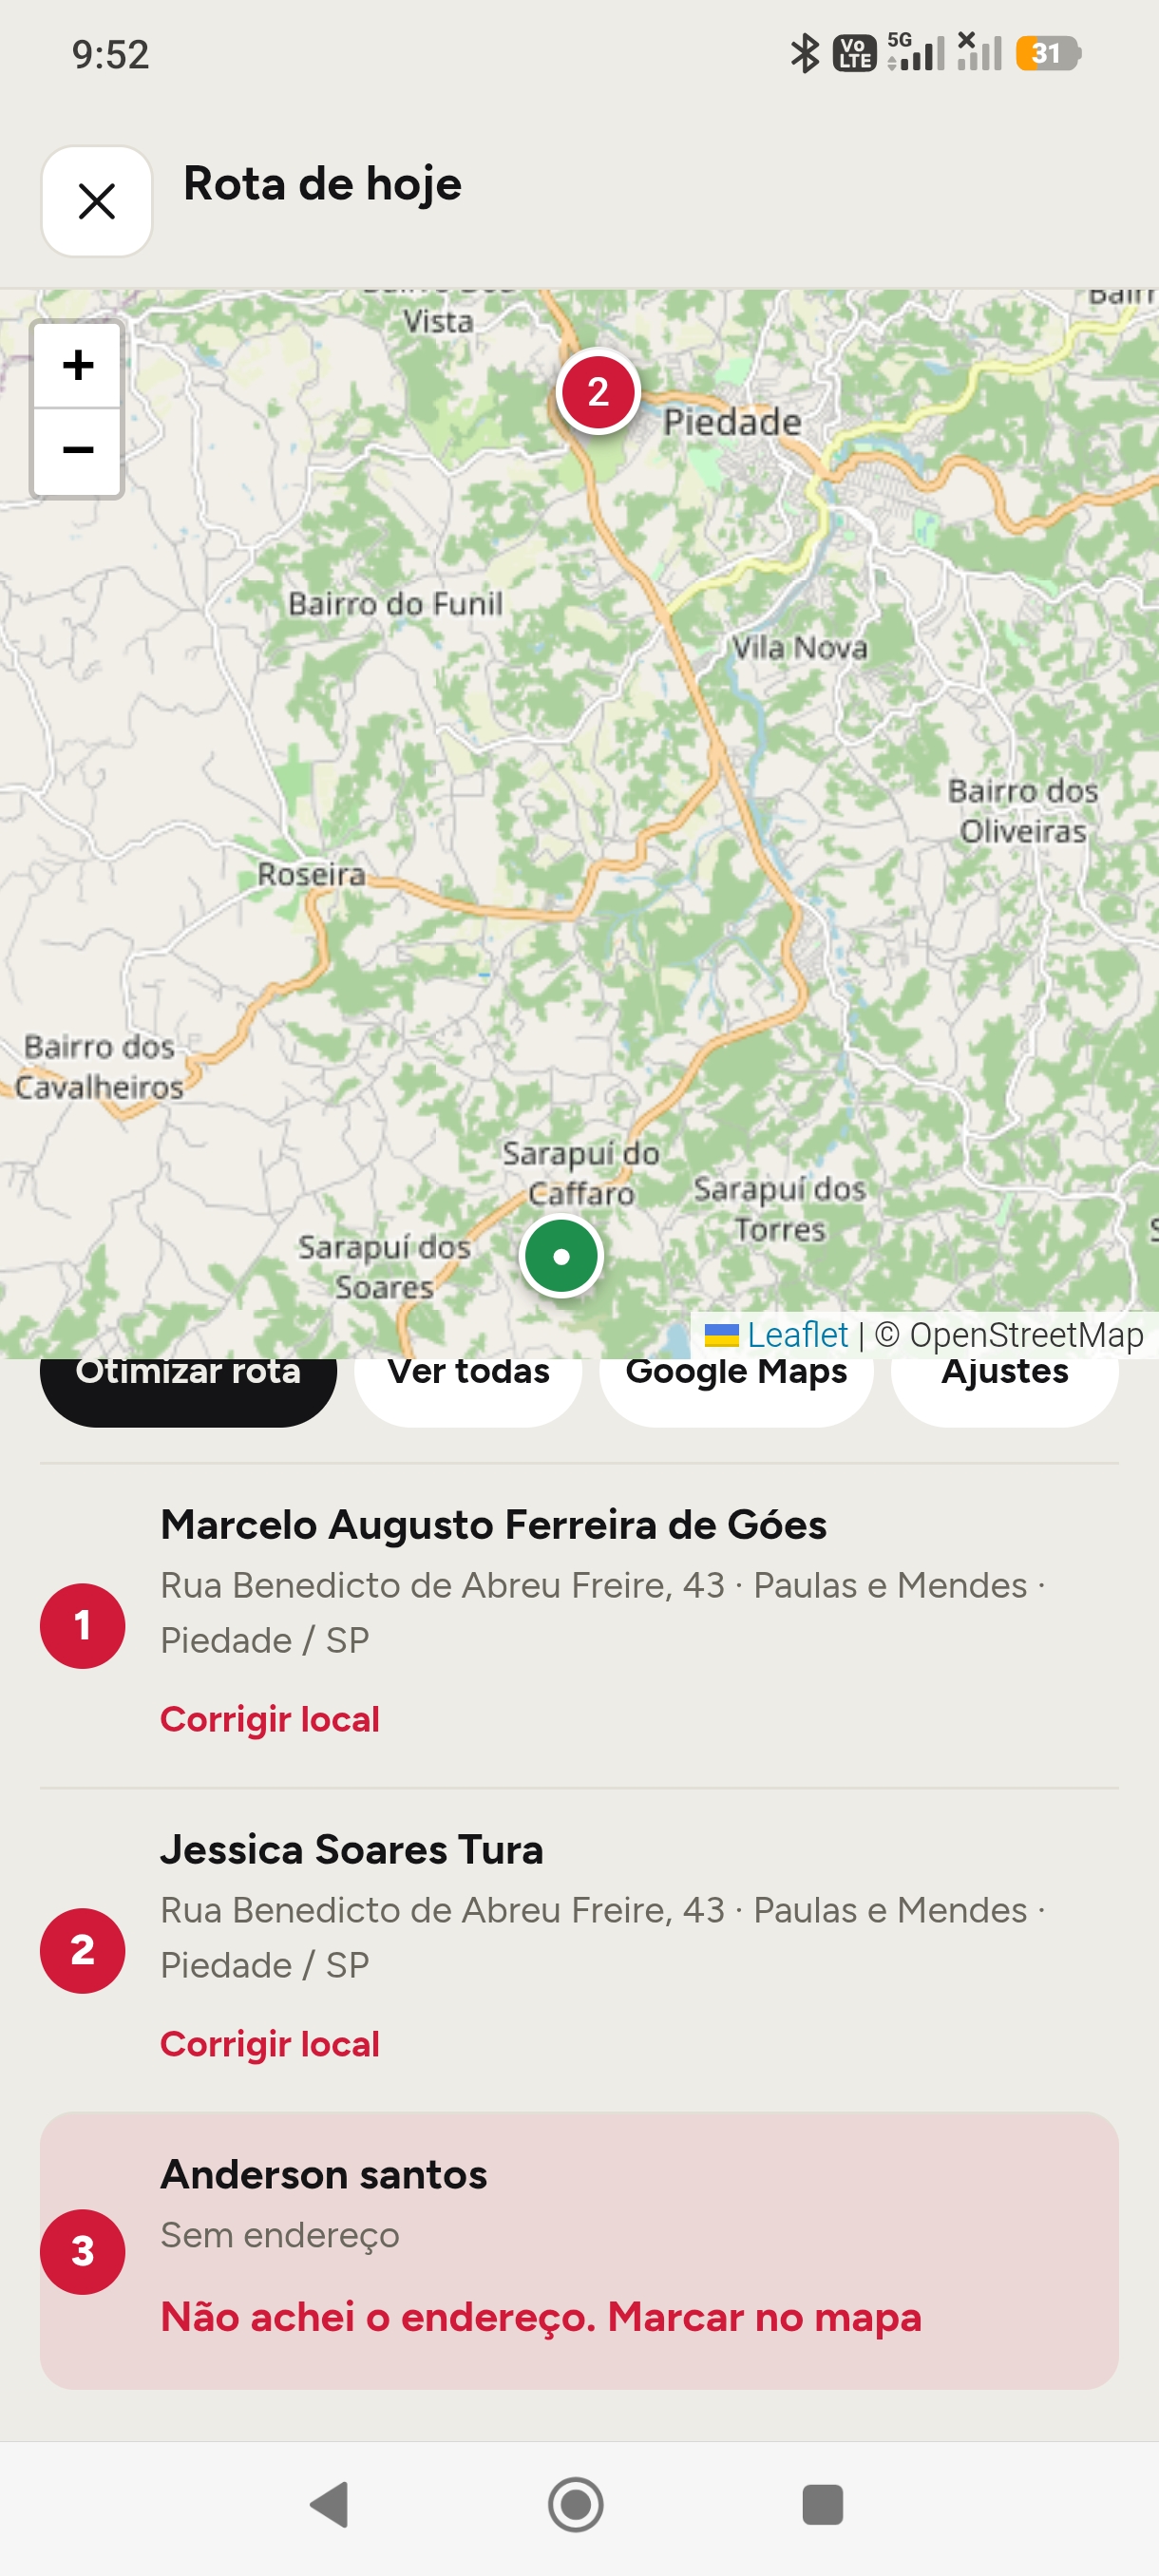 9:52
Vo LTE
5G
31
Rota de hoje
Vista
2
Piedade
+
−
Bairro do Funil
Vila Nova
Bairro dos
Oliveiras
Roseira
Bairro dos
Cavalheiros
Sarapuí do
Caffaro
Sarapuí dos
Torres
Sarapuí dos
Soares
Leaflet | © OpenStreetMap
Otimizar rota
Ver todas
Google Maps
Ajustes
Marcelo Augusto Ferreira de Góes
1
Rua Benedicto de Abreu Freire, 43 · Paulas e Mendes ·
Piedade / SP
Corrigir local
Jessica Soares Tura
2
Rua Benedicto de Abreu Freire, 43 · Paulas e Mendes ·
Piedade / SP
Corrigir local
Anderson santos
3
Sem endereço
Não achei o endereço. Marcar no mapa